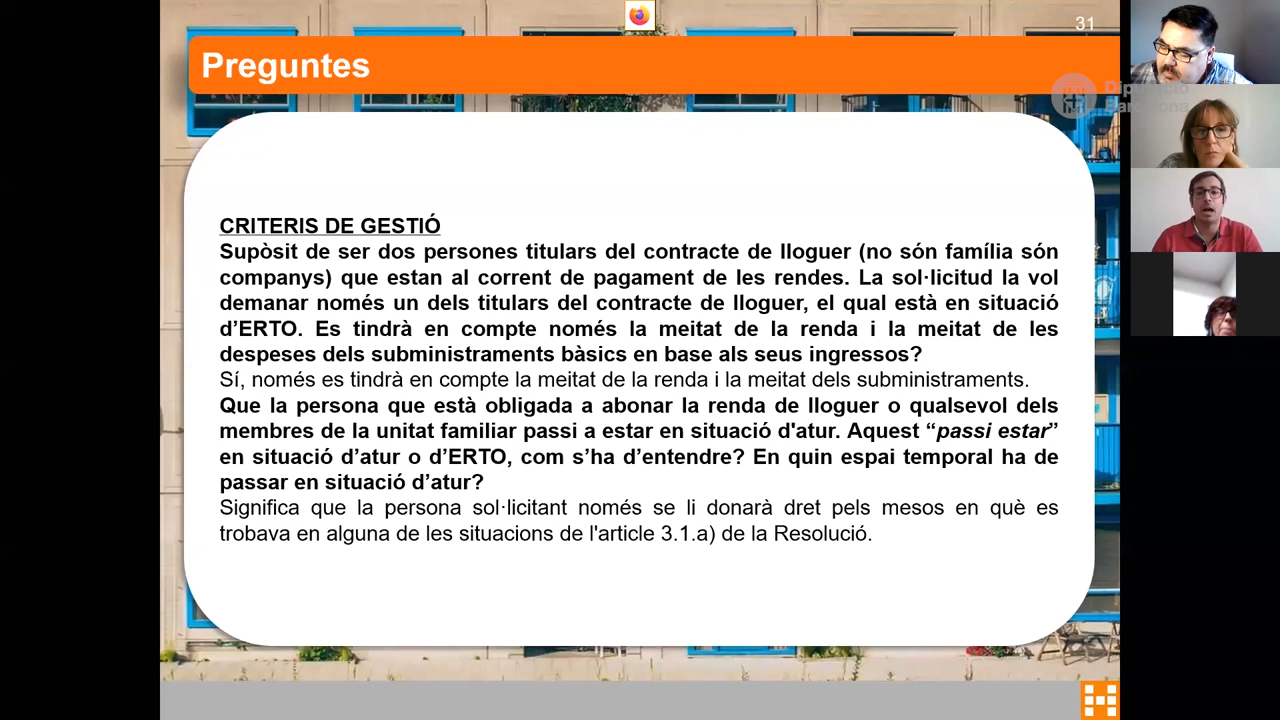 31
Preguntes
Diputació
Barcelona
CRITERIS DE GESTIÓ
Supòsit de ser dos persones titulars del contracte de lloguer (no són família són
companys) que estan al corrent de pagament de les rendes. La sol·licitud la vol
demanar només un dels titulars del contracte de lloguer, el qual està en situació
d’ERTO. Es tindrà en compte només la meitat de la renda i la meitat de les
despeses dels subministraments bàsics en base als seus ingressos?
Sí, només es tindrà en compte la meitat de la renda i la meitat dels subministraments.
Que la persona que està obligada a abonar la renda de lloguer o qualsevol dels
membres de la unitat familiar passi a estar en situació d'atur. Aquest “passi estar”
en situació d’atur o d’ERTO, com s’ha d’entendre? En quin espai temporal ha de
passar en situació d’atur?
Significa que la persona sol·licitant només se li donarà dret pels mesos en què es
trobava en alguna de les situacions de l'article 3.1.a) de la Resolució.